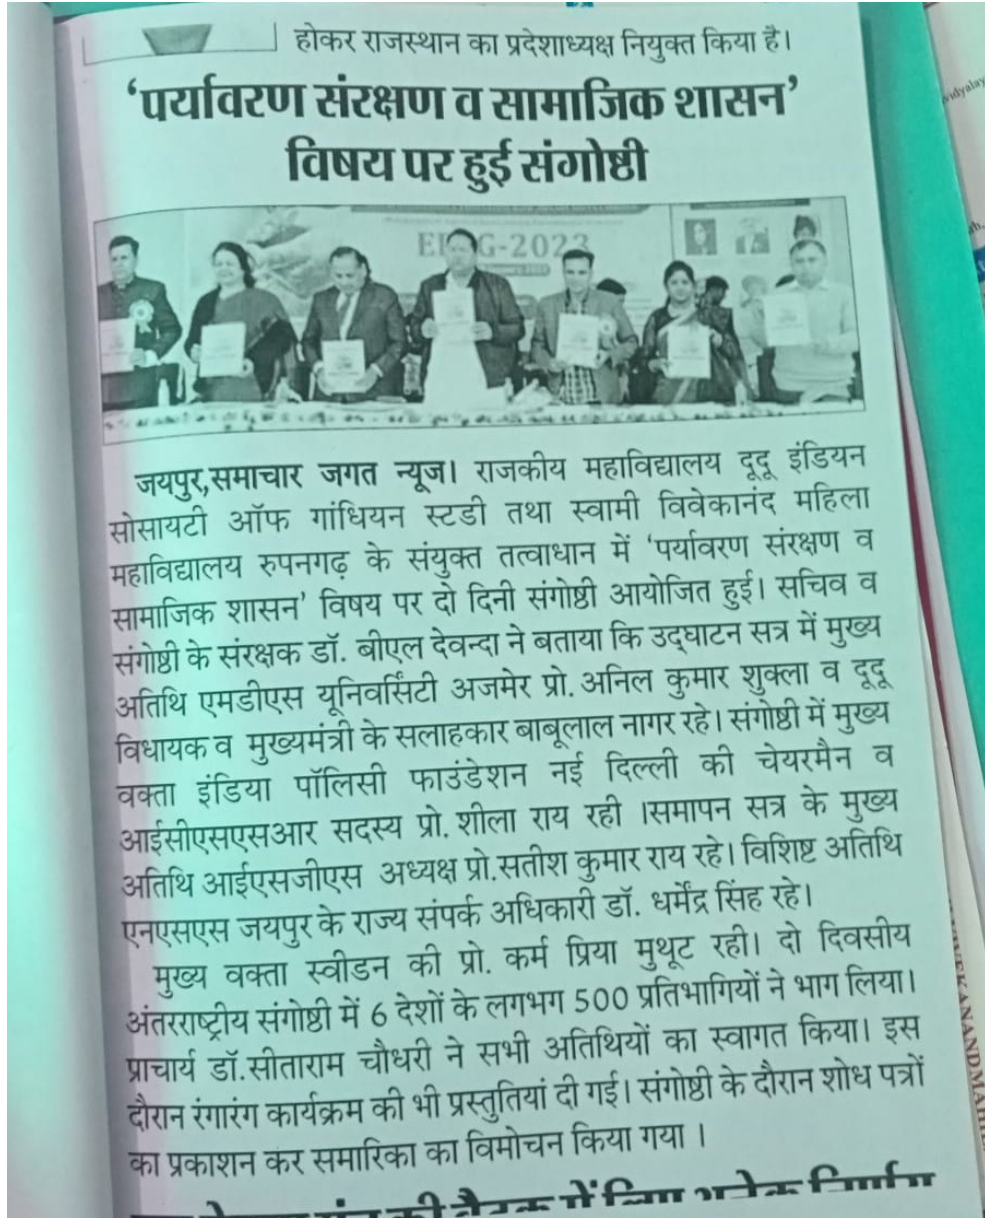 होकर राजस्थान का प्रदेशाध्यक्ष नियुक्त किया है।
‘पर्यावरण संरक्षण व सामाजिक शासन’
विषय पर हुई संगोष्ठी
G-2023
जयपुर,समाचार जगत न्यूज। राजकीय महाविद्यालय दूदू इंडियन
सोसायटी ऑफ गांधियन स्टडी तथा स्वामी विवेकानंद महिला
महाविद्यालय रुपनगढ़ के संयुक्त तत्वाधान में ‘पर्यावरण संरक्षण व
सामाजिक शासन’ विषय पर दो दिनी संगोष्ठी आयोजित हुई। सचिव व
संगोष्ठी के संरक्षक डॉ. बीएल देवन्दा ने बताया कि उद्घाटन सत्र में मुख्य
अतिथि एमडीएस यूनिवर्सिटी अजमेर प्रो. अनिल कुमार शुक्ला व दूदू
विधायक व मुख्यमंत्री के सलाहकार बाबूलाल नागर रहे। संगोष्ठी में मुख्य
वक्ता इंडिया पॉलिसी फाउंडेशन नई दिल्ली की चेयरमैन व
आईसीएसएसआर सदस्य प्रो. शीला राय रही ।समापन सत्र के मुख्य
अतिथि आईएसजीएस अध्यक्ष प्रो.सतीश कुमार राय रहे। विशिष्ट अतिथि
एनएसएस जयपुर के राज्य संपर्क अधिकारी डॉ. धर्मेंद्र सिंह रहे।
मुख्य वक्ता स्वीडन की प्रो. कर्म प्रिया मुथूट रही। दो दिवसीय
अंतरराष्ट्रीय संगोष्ठी में 6 देशों के लगभग 500 प्रतिभागियों ने भाग लिया।
प्राचार्य डॉ.सीताराम चौधरी ने सभी अतिथियों का स्वागत किया। इस
दौरान रंगारंग कार्यक्रम की भी प्रस्तुतियां दी गई। संगोष्ठी के दौरान शोध पत्रों
का प्रकाशन कर समारिका का विमोचन किया गया ।
की बैठक में लिए अनेक निर्णय